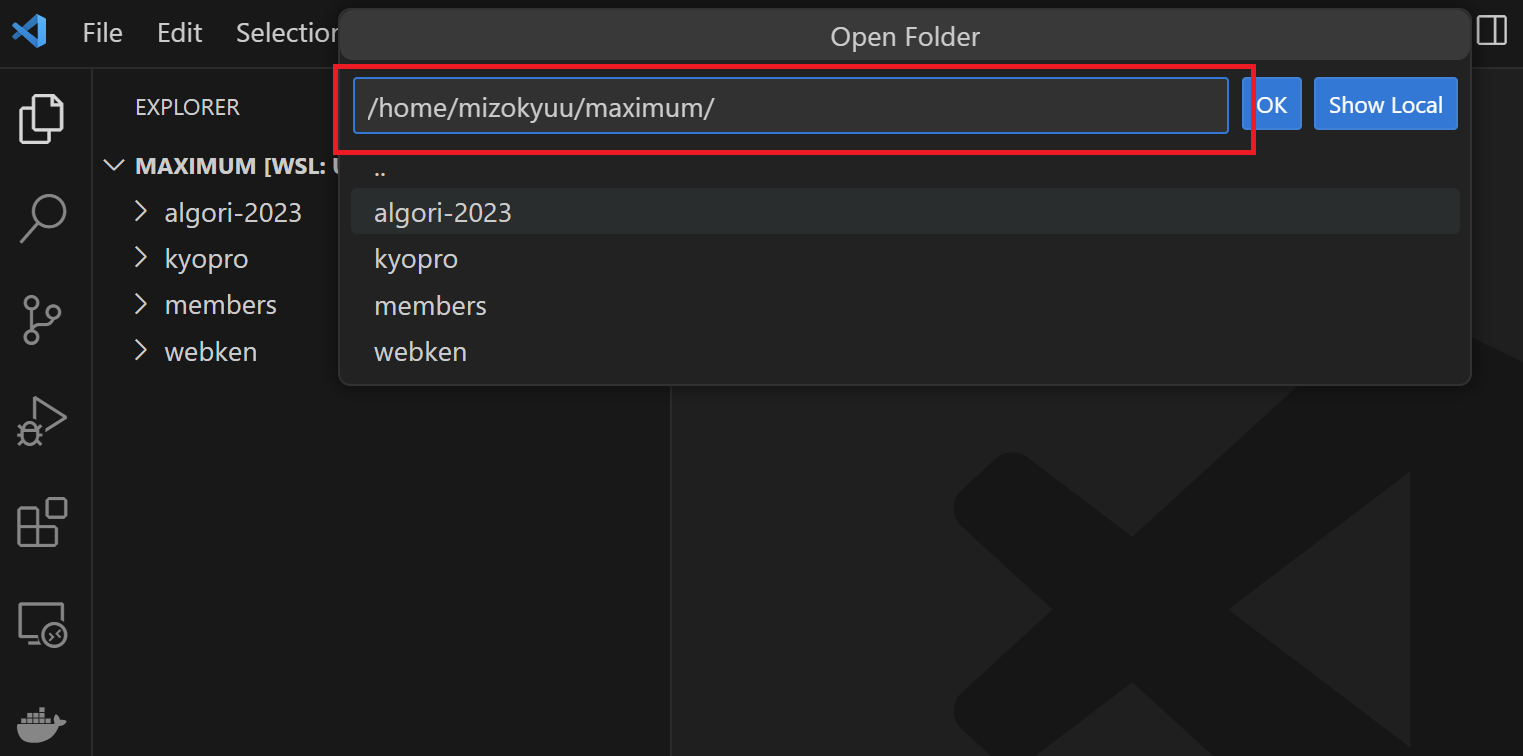 File Edit Selection
Open Folder
/home/mizokyuu/maximum/
OK Show Local
EXPLORER
MAXIMUM [WSL:
..
algori-2023
kyopro
members
webken
algori-2023
kyopro
members
webken